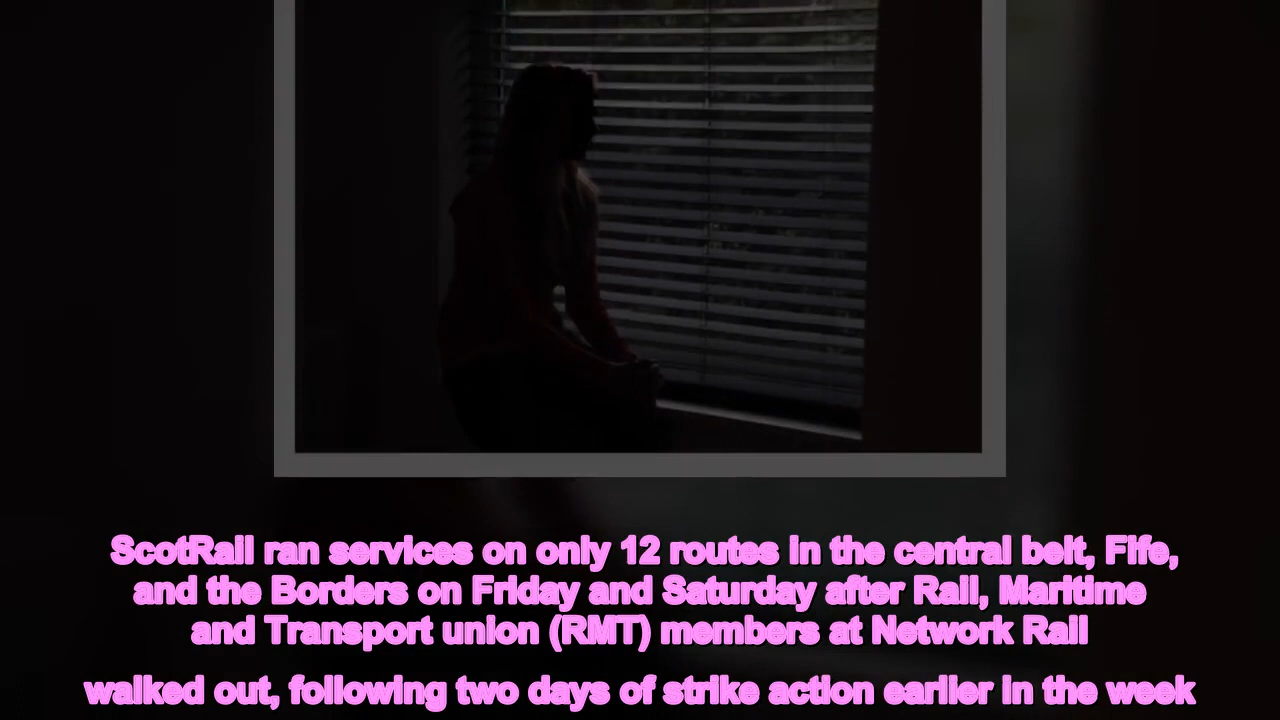 ScotRail ran services on only 12 routes in the central belt, Fife,
and the Borders on Friday and Saturday after Rail, Maritime
and Transport union (RMT) members at Network Rail
walked out, following two days of strike action earlier in the week